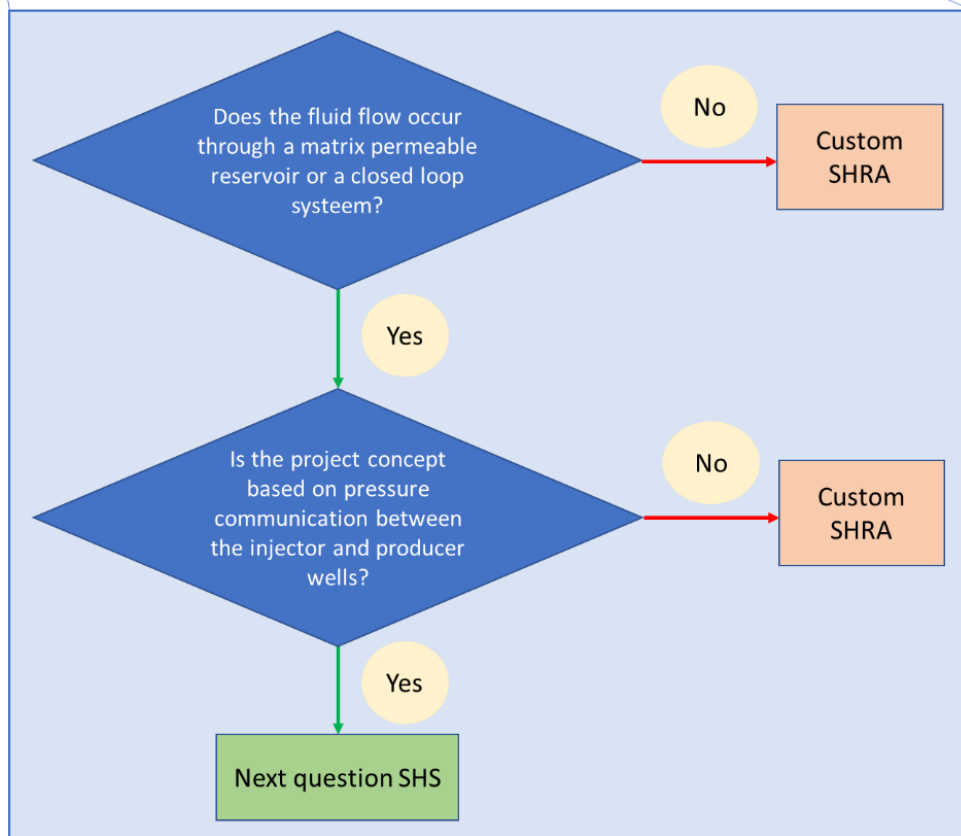 Does the fluid flow occur
through a matrix permeable
reservoir or a closed loop
systeem?
No
Custom
SHRA
Yes
Is the project concept
based on pressure
communication between
the injector and producer
wells?
No
Custom
SHRA
Yes
Next question SHS